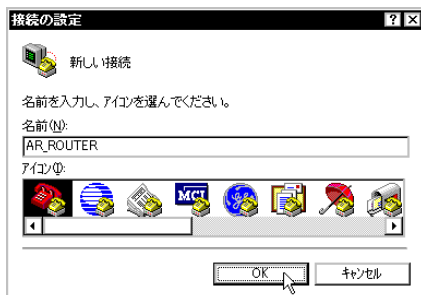 接続の設定
新しい接続
名前を入力し、アイコンを選んでください。
名前(N):
AR_ROUTER
アイコン(I):
MCI
OK
キャンセル